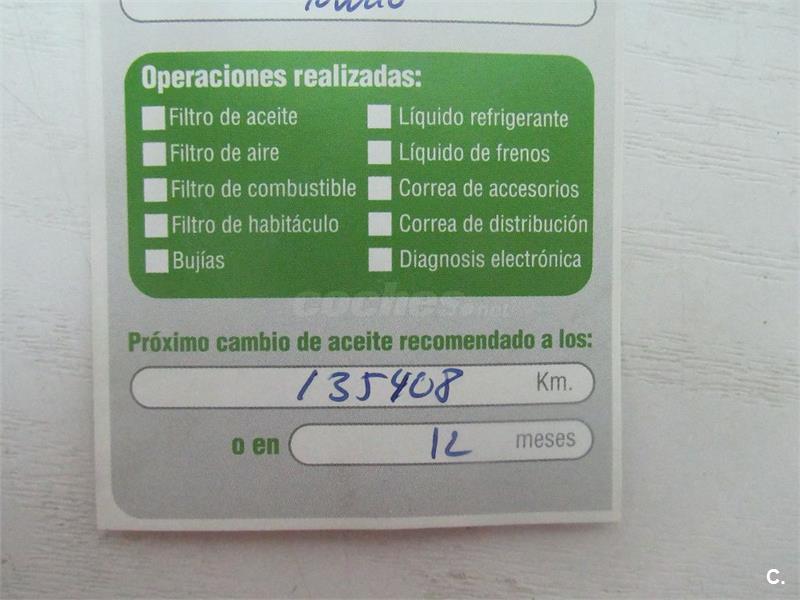 Operaciones realizadas:
Filtro de aceite
Filtro de aire
Filtro de combustible
Filtro de habitáculo
Bujías
Líquido refrigerante
Líquido de frenos
Correa de accesorios
Correa de distribución
Diagnosis electrónica
coches.net
Próximo cambio de aceite recomendado a los:
135408 Km.
o en 12 meses
C.